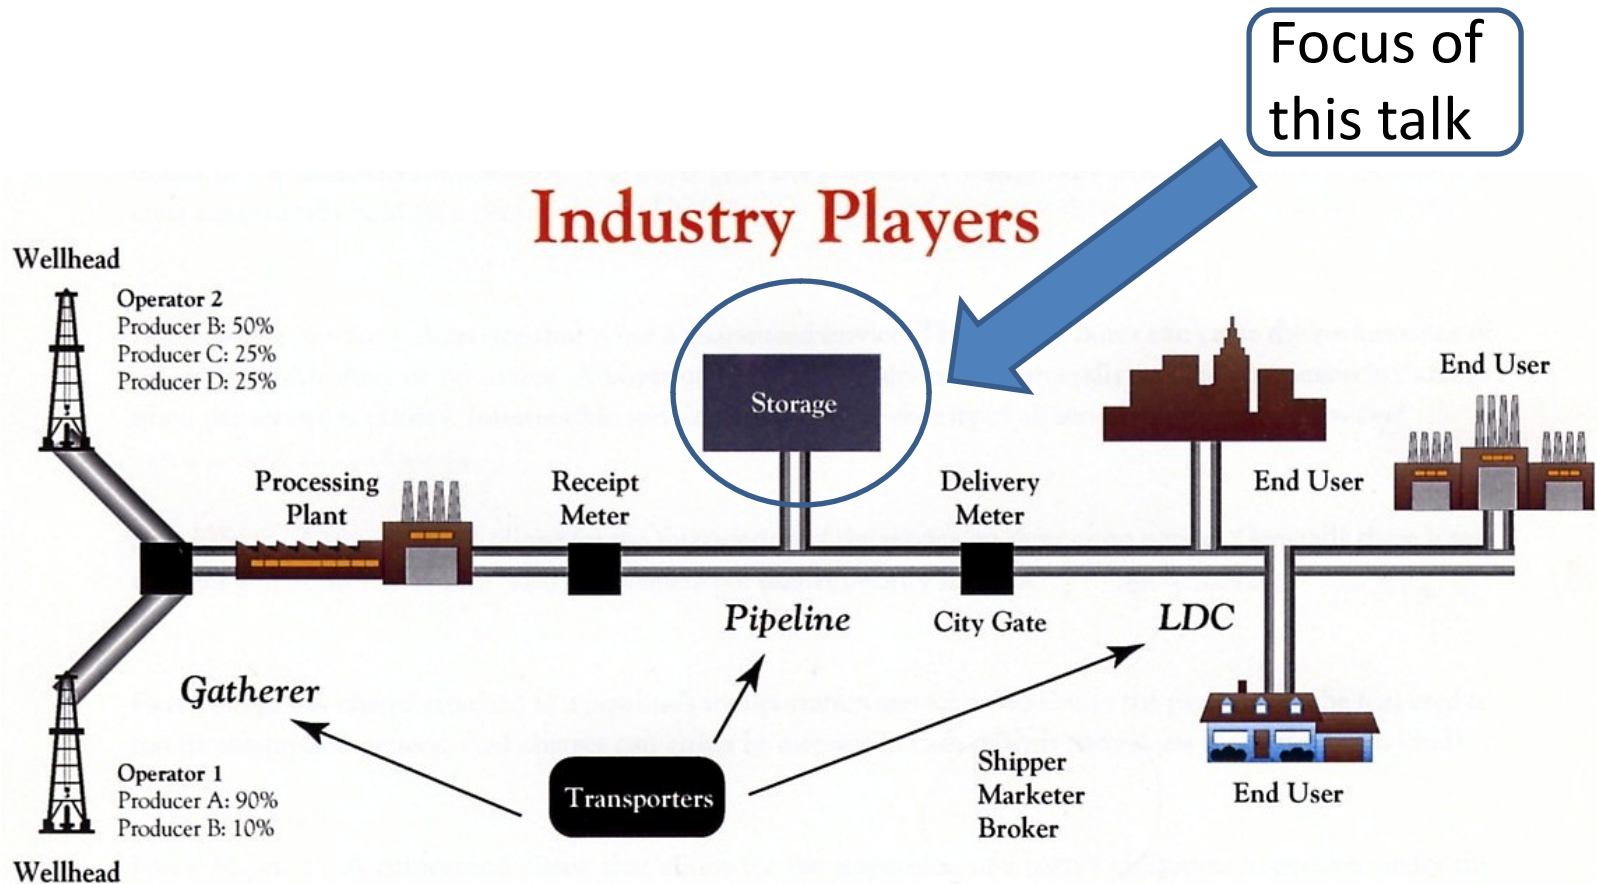 Focus of
this talk
Industry Players
Wellhead
Operator 2
Producer B: 50%
Producer C: 25%
Producer D: 25%
Storage
End User
Processing
Plant
Receipt
Meter
Delivery
Meter
End User
Pipeline
City Gate
LDC
Gatherer
Operator 1
Producer A: 90%
Producer B: 10%
Transporters
Shipper
Marketer
Broker
End User
Wellhead